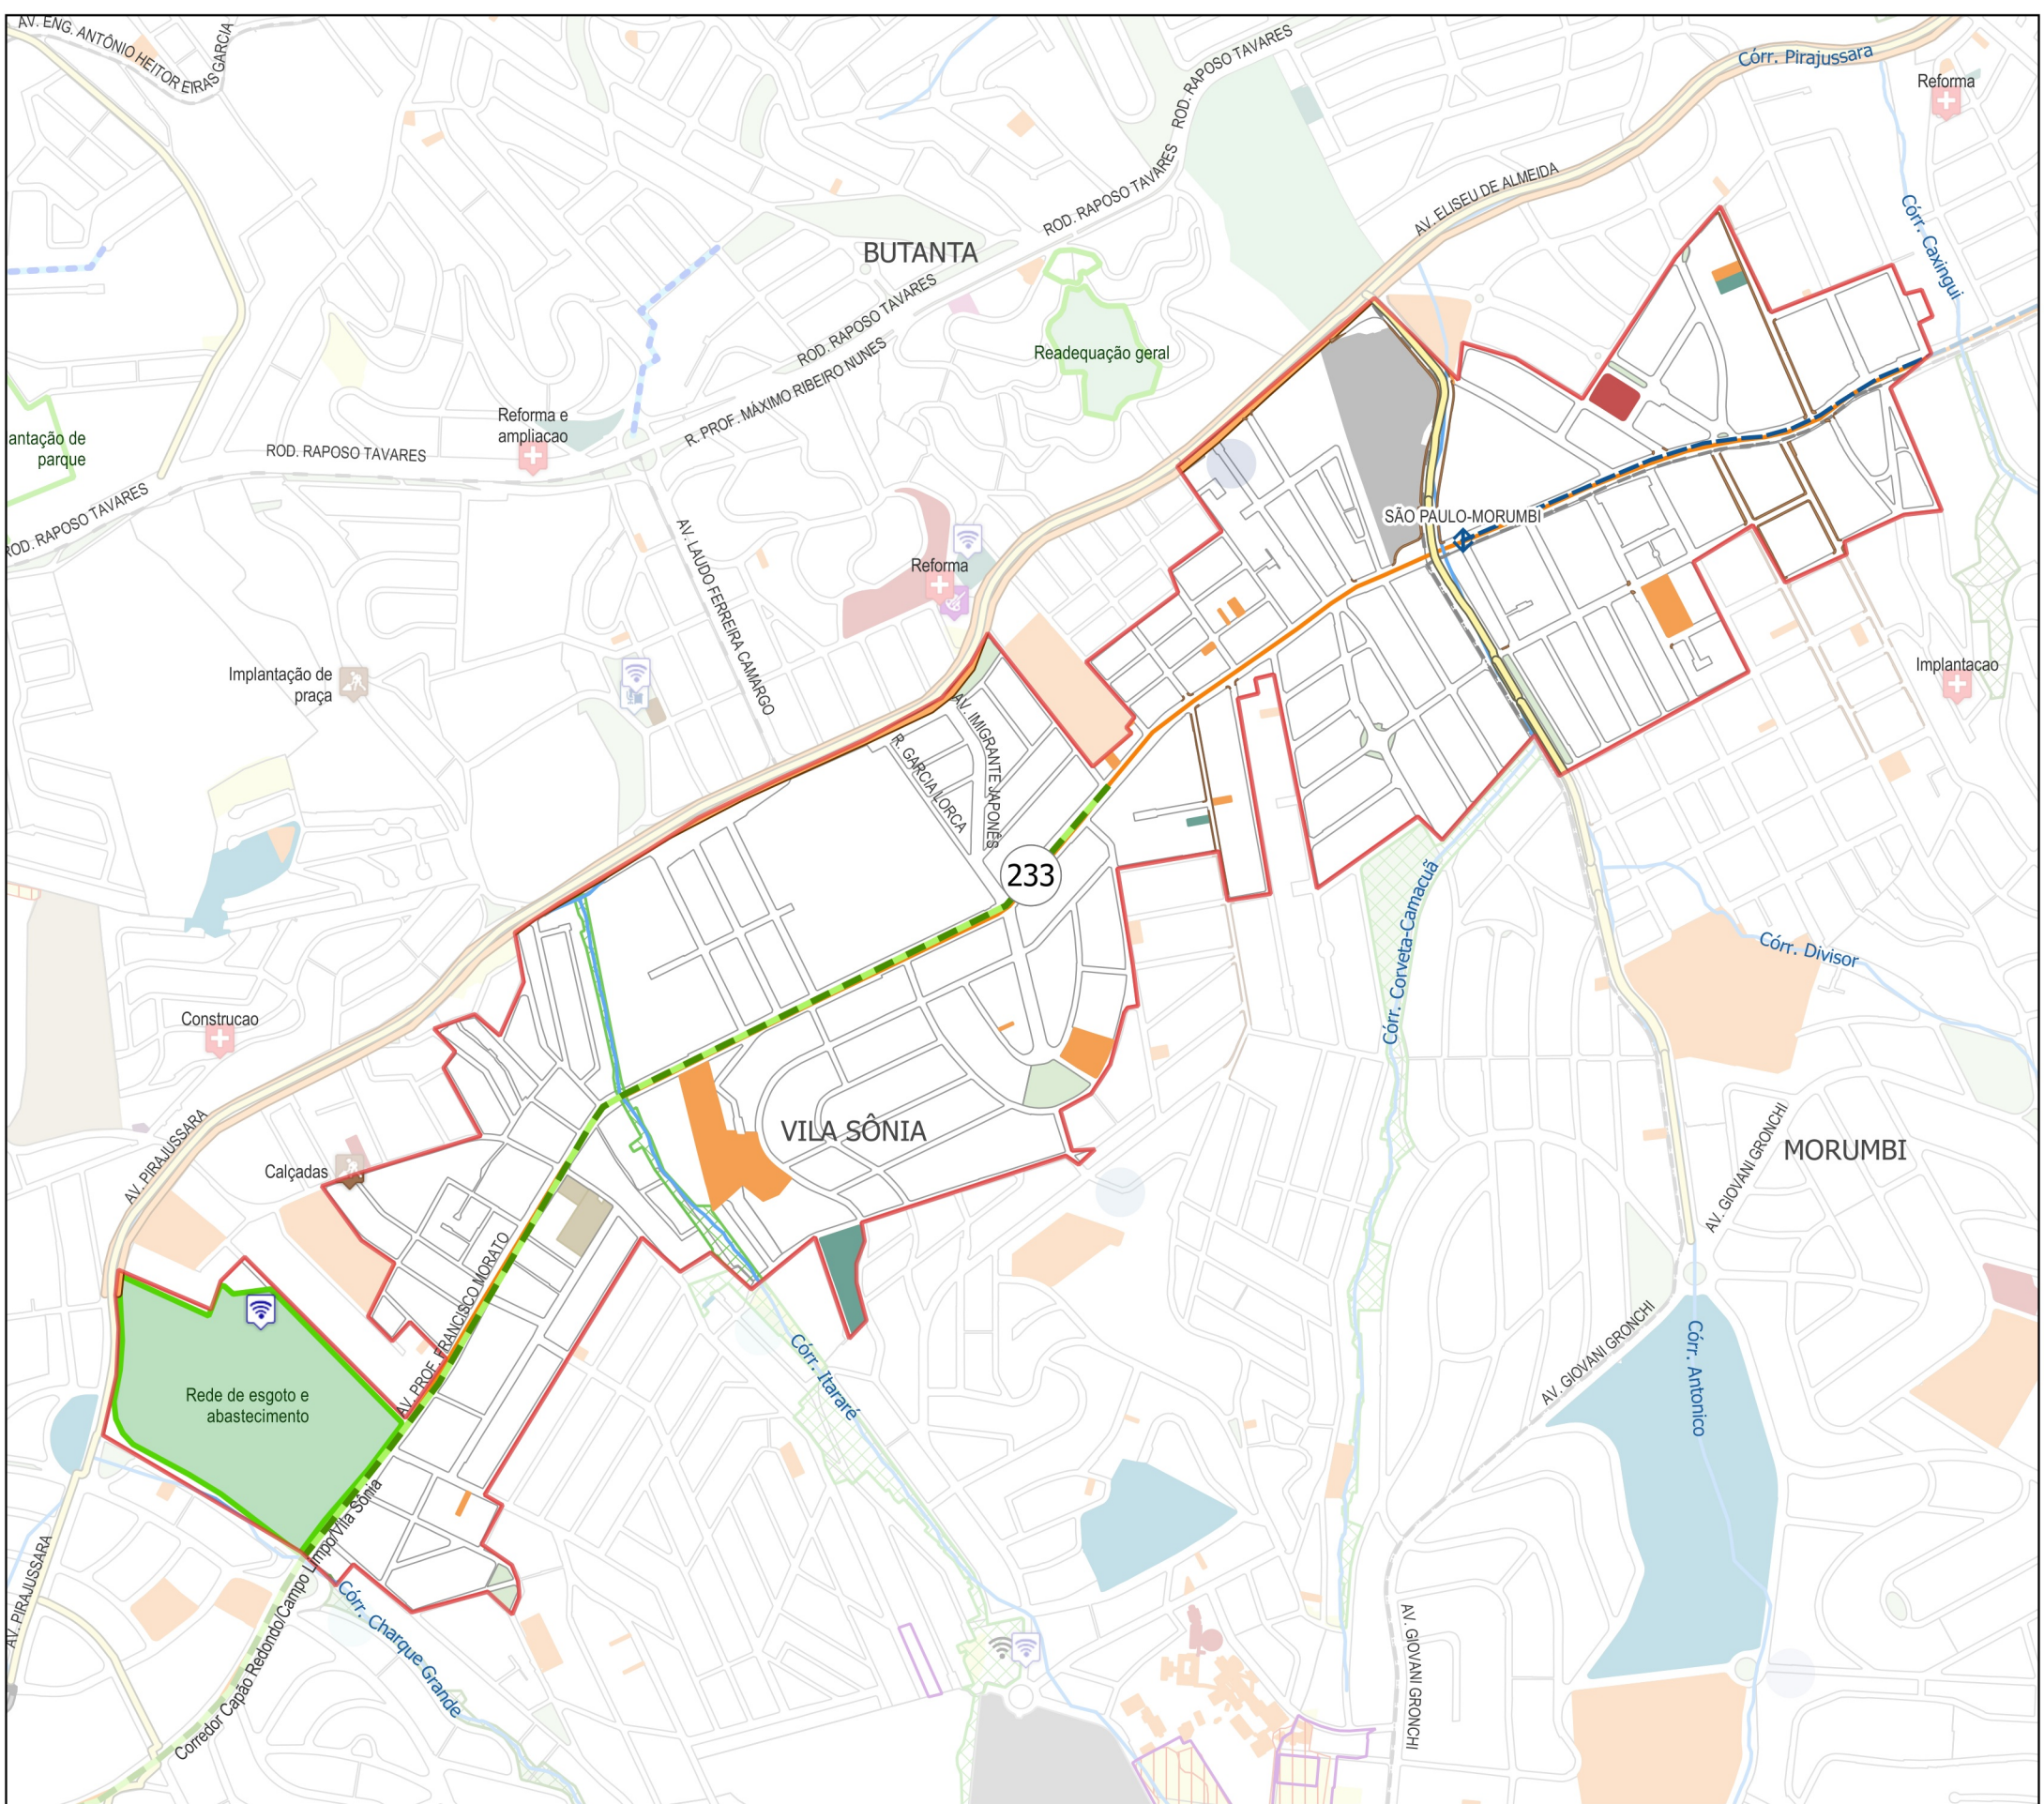 AV. ENG. ANTÔNIO HEITOR EIRAS GARCIA
ROD. RAPOSO TAVARES
Córr. Pirajussara
Reforma
ROD. RAPOSO TAVARES
ROD. RAPOSO TAVARES
AV. ELISEU DE ALMEIDA
Córr. Caxingui
BUTANTA
ROD. RAPOSO TAVARES
R. PROF. MÁXIMO RIBEIRO NUNES
Readequação geral
Reforma e
ampliacao
antação de
parque
ROD. RAPOSO TAVARES
ROD. RAPOSO TAVARES
SÃO PAULO-MORUMBI
AV. LAUDO FERREIRA CAMARGO
Reforma
Implantação de
praça
Implantacao
AV. IMIGRANTE JAPONÊS
R. GARCIA LORCA
233
Córr. Corveta-Camacuã
Córr. Divisor
Construcao
VILA SÔNIA
MORUMBI
AV. PIRAJUSSARA
Calçadas
AV. GIOVANI GRONCHI
AV. PROF. FRANCISCO MORATO
Rede de esgoto e
abastecimento
Córr. Itararé
AV. GIOVANI GRONCHI
Córr. Antonico
Corredor Capão Redondo/Campo Limpo/Vila Sônia
AV. PIRAJUSSARA
Córr. Charque Grande
AV. GIOVANI GRONCHI